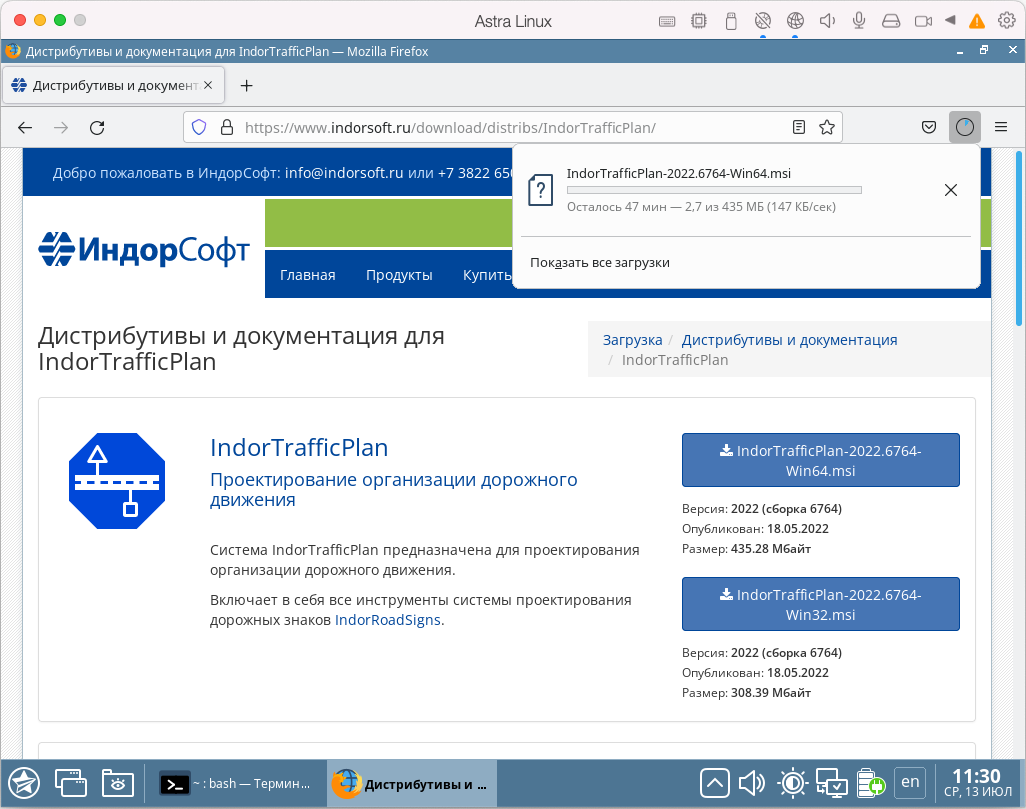 Astra Linux
Дистрибутивы и документация для IndorTrafficPlan — Mozilla Firefox
Дистрибутивы и документ
https://www.indorsoft.ru/download/distribs/IndorTrafficPlan/
Добро пожаловать в ИндорСофт: info@indorsoft.ru или +7 3822 650
IndorTrafficPlan-2022.6764-Win64.msi
Осталось 47 мин — 2,7 из 435 МБ (147 КБ/сек)
Показать все загрузки
ИндорСофт
Главная Продукты Купить
Дистрибутивы и документация для
IndorTrafficPlan
Загрузка / Дистрибутивы и документация
/ IndorTrafficPlan
IndorTrafficPlan
Проектирование организации дорожного
движения
Система IndorTrafficPlan предназначена для проектирования
организации дорожного движения.
Включает в себя все инструменты системы проектирования
дорожных знаков IndorRoadSigns.
IndorTrafficPlan-2022.6764-
Win64.msi
Версия: 2022 (сборка 6764)
Опубликован: 18.05.2022
Размер: 435.28 Мбайт
IndorTrafficPlan-2022.6764-
Win32.msi
Версия: 2022 (сборка 6764)
Опубликован: 18.05.2022
Размер: 308.39 Мбайт
~ : bash — Термин...
Дистрибутивы и ...
en
11:30
СР, 13 ИЮЛ